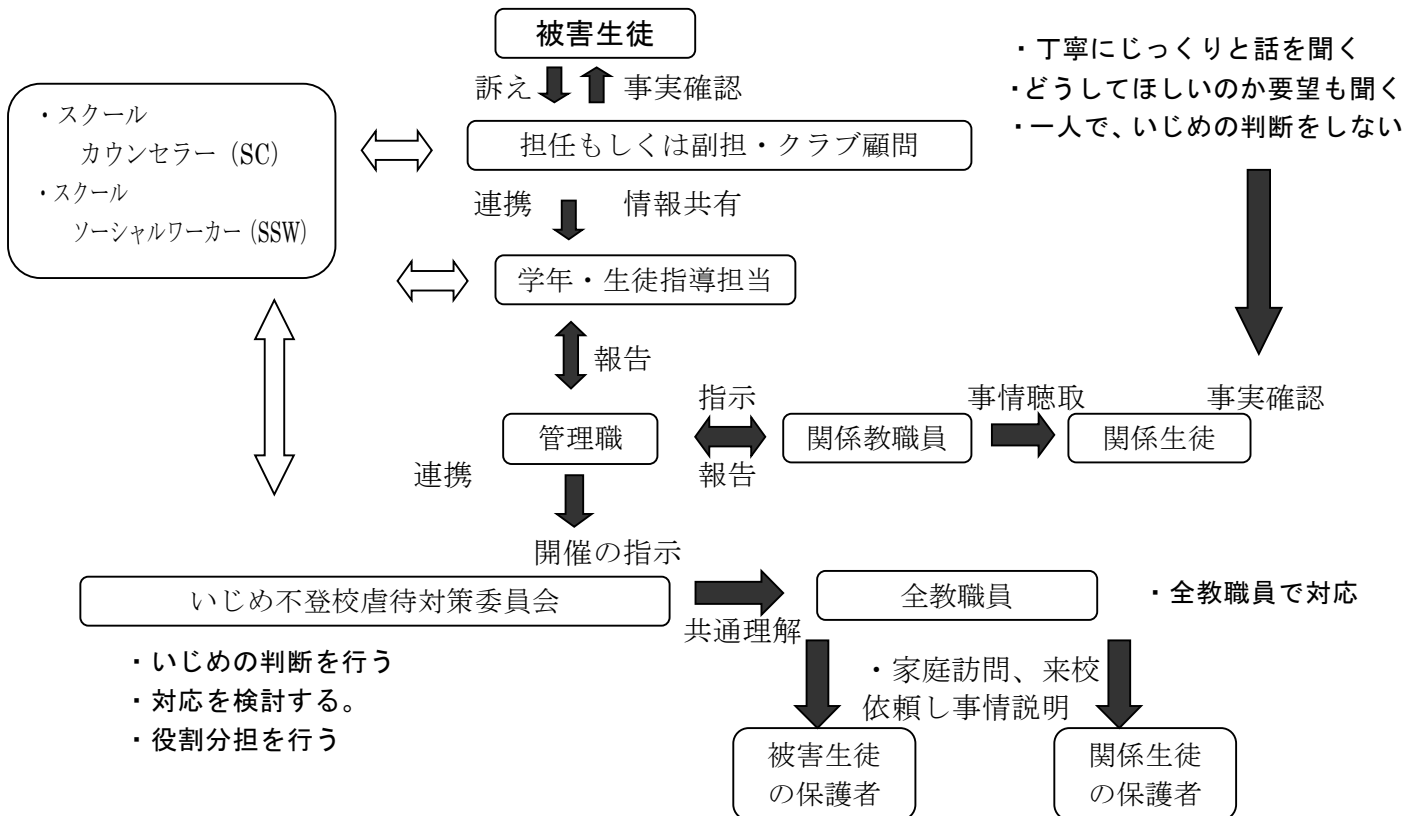 被害生徒
訴え
事実確認
・丁寧にじっくりと話を聞く
・どうしてほしいのか要望も聞く
・一人で、いじめの判断をしない
・スクール
カウンセラー（SC）
・スクール
ソーシャルワーカー（SSW）
担任もしくは副担・クラブ顧問
連携
情報共有
学年・生徒指導担当
報告
指示
事情聴取
事実確認
管理職
関係教職員
関係生徒
連携
報告
開催の指示
いじめ不登校虐待対策委員会
全教職員
・全教職員で対応
共通理解
・いじめの判断を行う
・対応を検討する。
・役割分担を行う
・家庭訪問、来校
依頼し事情説明
被害生徒
の保護者
関係生徒
の保護者